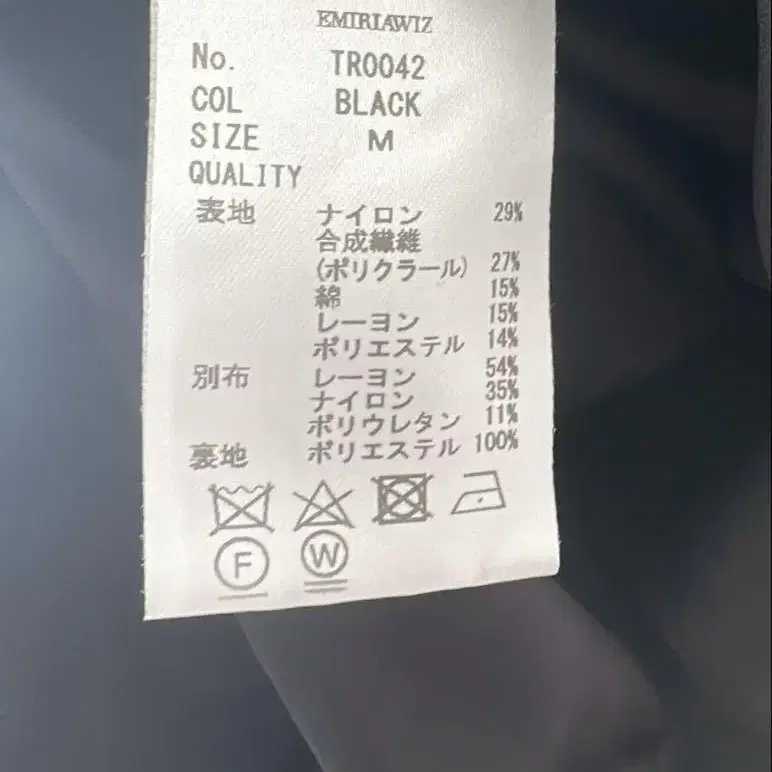 EMIRIAWIZ
No. TR0042
COL BLACK
SIZE M
QUALITY
表地 ナイロン 29%
合成繊維
(ポリクラール) 27%
綿 15%
レーヨン 15%
ポリエステル 14%
別布 レーヨン 54%
ナイロン 35%
ポリウレタン 11%
裏地 ポリエステル 100%
F W